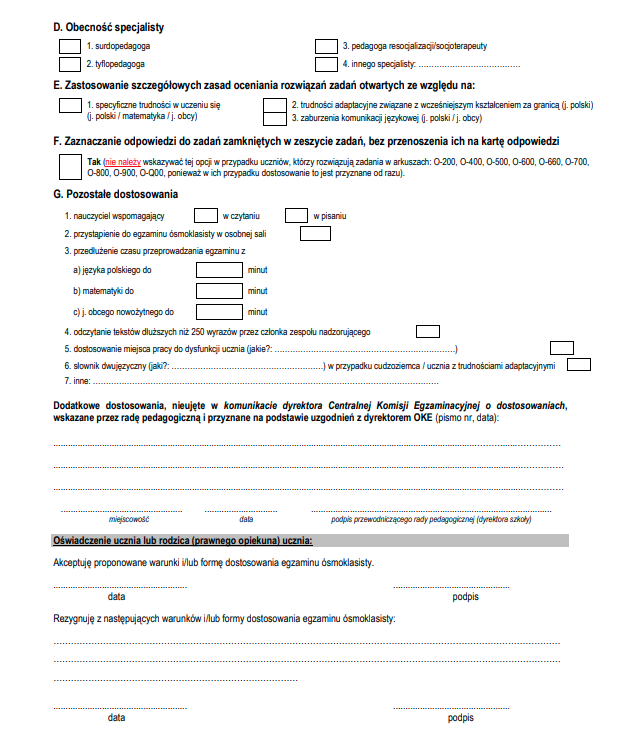 D. Obecność specjalisty
1. surdopedagoga
3. pedagoga resocjalizacji/socjoterapeuty
2. tyflopedagoga
4. innego specjalisty: ……………………………….
E. Zastosowanie szczegółowych zasad oceniania rozwiązań zadań otwartych ze względu na:
1. specyficzne trudności w uczeniu się
(j. polski / matematyka / j. obcy)
2. trudności adaptacyjne związane z wcześniejszym kształceniem za granicą (j. polski)
3. zaburzenia komunikacji językowej (j. polski / j. obcy)
F. Zaznaczanie odpowiedzi do zadań zamkniętych w zeszycie zadań, bez przenoszenia ich na kartę odpowiedzi
Tak (nie należy wskazywać tej opcji w przypadku uczniów, którzy rozwiązują zadania w arkuszach: O-200, O-400, O-500, O-600, O-660, O-700,
O-800, O-900, O-Q00, ponieważ w ich przypadku dostosowanie to jest przyznane od razu).
G. Pozostałe dostosowania
1. nauczyciel wspomagający w czytaniu w pisaniu
2. przystąpienie do egzaminu ósmoklasisty w osobnej sali
3. przedłużenie czasu przeprowadzania egzaminu z
a) języka polskiego do minut
b) matematyki do minut
c) j. obcego nowożytnego do minut
4. odczytanie tekstów dłuższych niż 250 wyrazów przez członka zespołu nadzorującego
5. dostosowanie miejsca pracy do dysfunkcji ucznia (jakie?: ……………………………………………………)
6. słownik dwujęzyczny (jaki?: ……………………………………………) w przypadku cudzoziemca / ucznia z trudnościami adaptacyjnymi
7. inne: ……………………………………………………………………………………………
Dodatkowe dostosowania, nieujęte w komunikacie dyrektora Centralnej Komisji Egzaminacyjnej o dostosowaniach,
wskazane przez radę pedagogiczną i przyznane na podstawie uzgodnień z dyrektorem OKE (pismo nr, data):
miejscowość data podpis przewodniczącego rady pedagogicznej (dyrektora szkoły)
Oświadczenie ucznia lub rodzica (prawnego opiekuna) ucznia:
Akceptuję proponowane warunki i/lub formę dostosowania egzaminu ósmoklasisty.
data podpis
Rezygnuję z następujących warunków i/lub formy dostosowania egzaminu ósmoklasisty:
data podpis